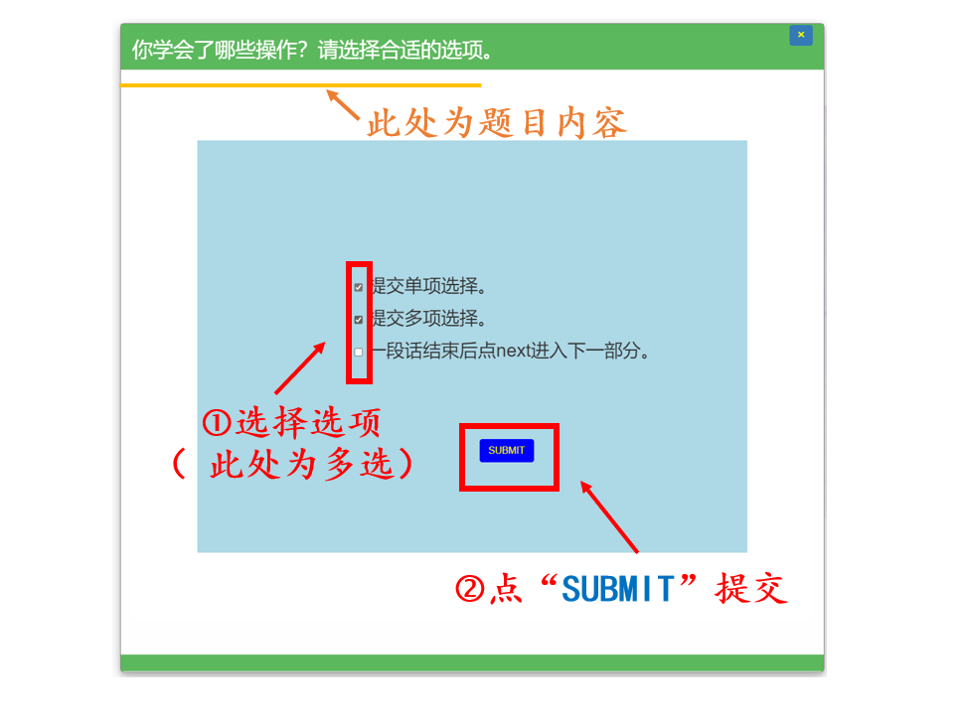 你学会了哪些操作？请选择合适的选项。
×
此处为题目内容
提交单项选择。
提交多项选择。
一段话结束后点next进入下一部分。
①选择选项
（ 此处为多选）
SUBMIT
②点“SUBMIT”提交